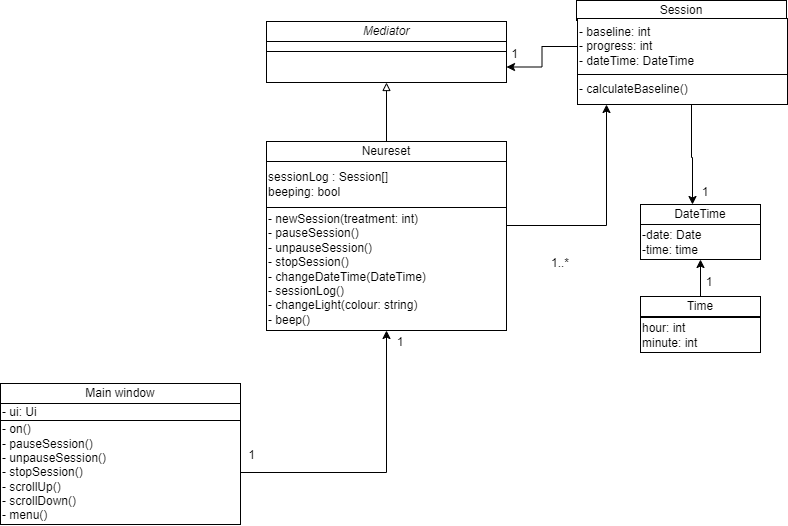 Session
- baseline: int
- progress: int
- dateTime: DateTime
- calculateBaseline()
Mediator
1
Neureset
sessionLog : Session[]
beeping: bool
- newSession(treatment: int)
- pauseSession()
- unpauseSession()
- stopSession()
- changeDateTime(DateTime)
- sessionLog()
- changeLight(colour: string)
- beep()
1..*
1
DateTime
-date: Date
-time: time
1
Time
hour: int
minute: int
1
Main window
- ui: Ui
- on()
- pauseSession()
- unpauseSession()
- stopSession()
- scrollUp()
- scrollDown()
- menu()
1